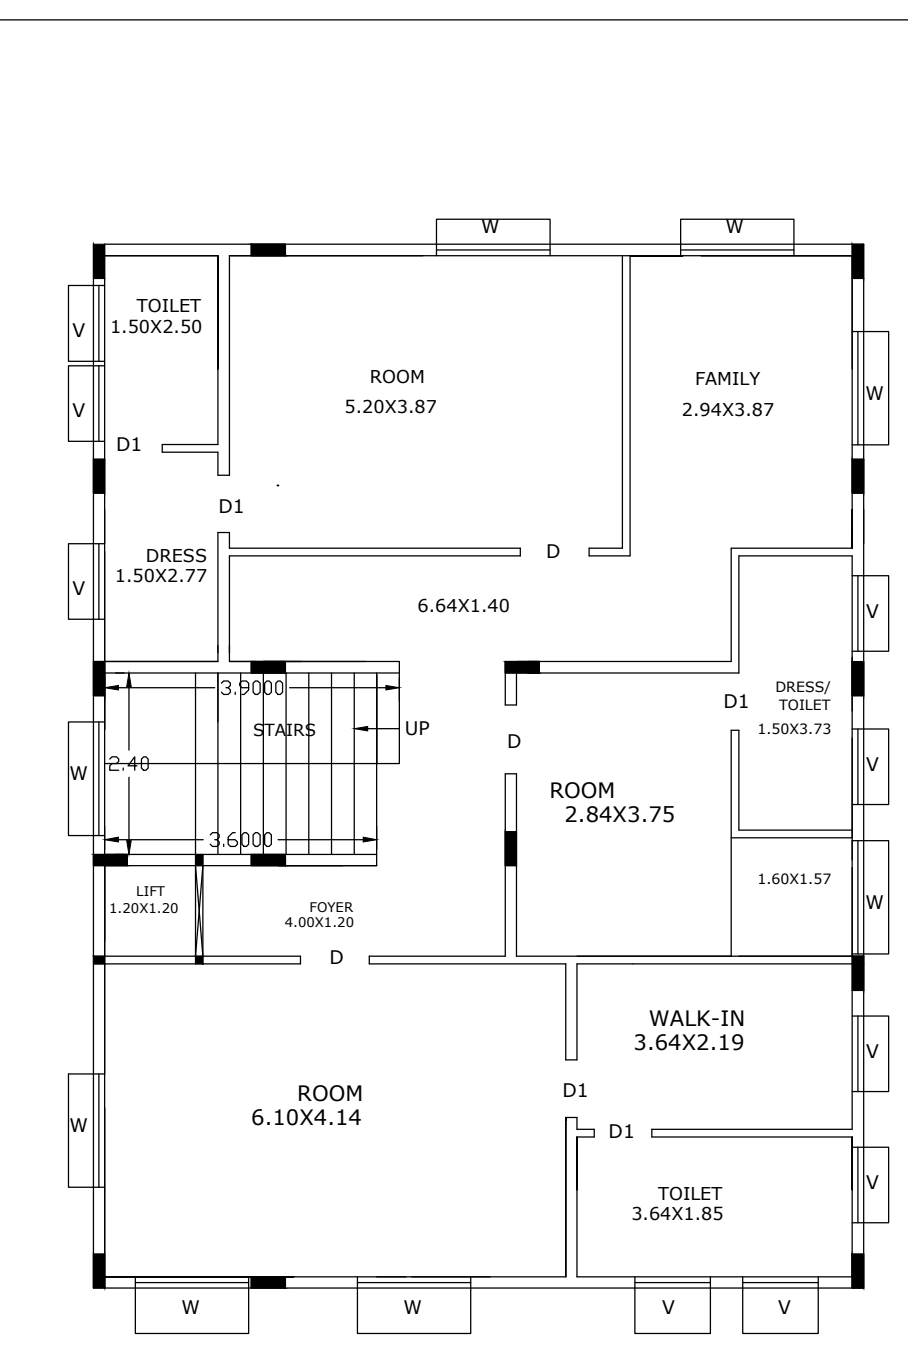 W
W
TOILET
1.50X2.50
V
ROOM
5.20X3.87
FAMILY
2.94X3.87
W
V
D1
D1
D
DRESS
1.50X2.77
V
6.64X1.40
V
3.9000
DRESS/
TOILET
1.50X3.73
D1
STAIRS
UP
D
W
2.40
V
ROOM
2.84X3.75
3.6000
1.60X1.57
LIFT
1.20X1.20
FOYER
4.00X1.20
W
D
WALK-IN
3.64X2.19
V
ROOM
6.10X4.14
D1
W
D1
TOILET
3.64X1.85
V
W
W
V
V